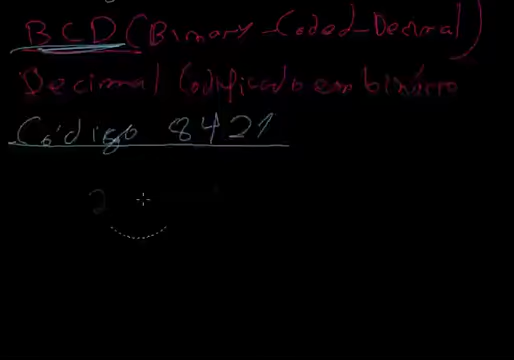 BCD (Binary-Coded-Decimal)
Decimal Codificado em binário
Código 8421